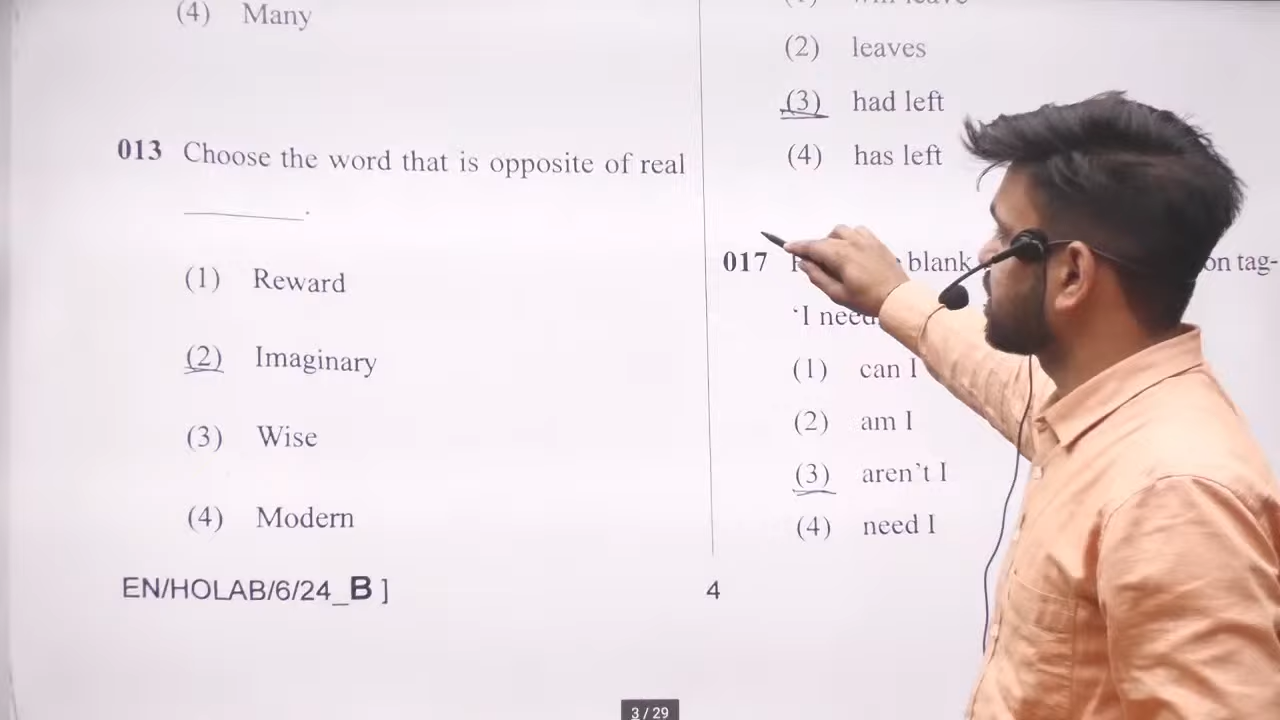 (4) Many
013 Choose the word that is opposite of real
__________.
(1) Reward
(2) Imaginary
(3) Wise
(4) Modern
EN/HOLAB/6/24_B ]
(2) leaves
(3) had left
(4) has left
017 blank on tag-
‘I need
(1) can I
(2) am I
(3) aren’t I
(4) need I
4
3 / 29